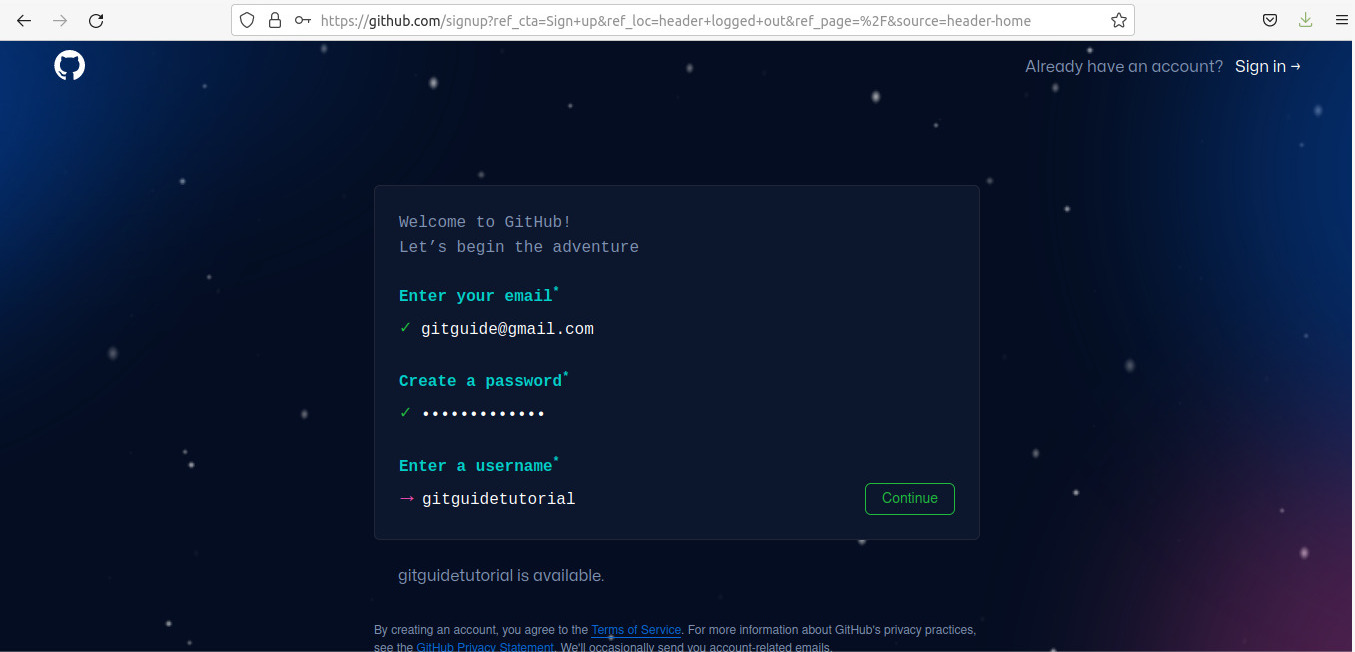 https://github.com/signup?ref_cta=Sign+up&ref_loc=header+logged+out&ref_page=%2F&source=header-home
Already have an account? Sign in →
Welcome to GitHub!
Let’s begin the adventure
Enter your email*
✓ gitguide@gmail.com
Create a password*
✓ •••••••••••••
Enter a username*
→ gitguidetutorial
Continue
gitguidetutorial is available.
By creating an account, you agree to the Terms of Service. For more information about GitHub's privacy practices,
see the GitHub Privacy Statement. We'll occasionally send you account-related emails.